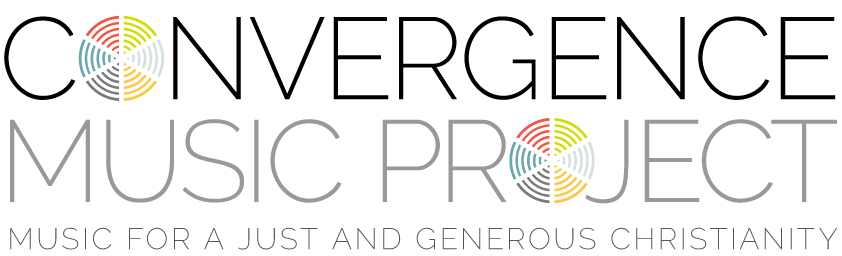 CONVERGENCE
MUSIC PROJECT
MUSIC FOR A JUST AND GENEROUS CHRISTIANITY